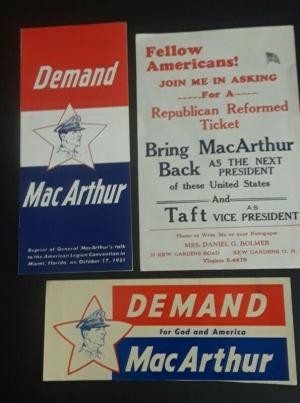 Demand
MacArthur
Reprint of General MacArthur's talk
to the American Legion Convention in
Miami, Florida, on October 17, 1951
Fellow
Americans!
JOIN ME IN ASKING
For A
Republican Reformed
Ticket
Bring MacArthur
Back AS THE NEXT
PRESIDENT
of these United States
And
Taft AS
VICE PRESIDENT
Phone or Write Me or your Newspaper
MRS. DANIEL G. BOLMER
KEW GARDENS ROAD KEW GARDENS
Virginia 9-4479
DEMAND
for God and America
MacArthur